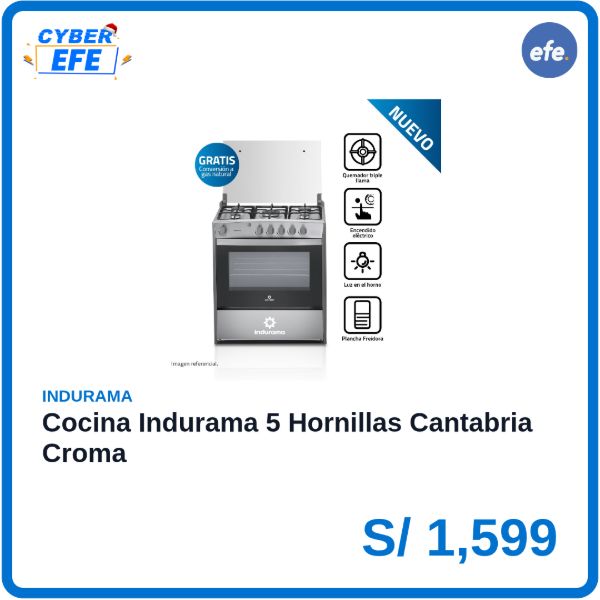 CYBER
EFE
efe.
NUEVO
GRATIS
Conversión a
gas natural
Quemador triple
llama
Encendido
eléctrico
Luz en el horno
Plancha Freidora
indurama
Imagen referencial.
INDURAMA
Cocina Indurama 5 Hornillas Cantabria
Croma
S/ 1,599